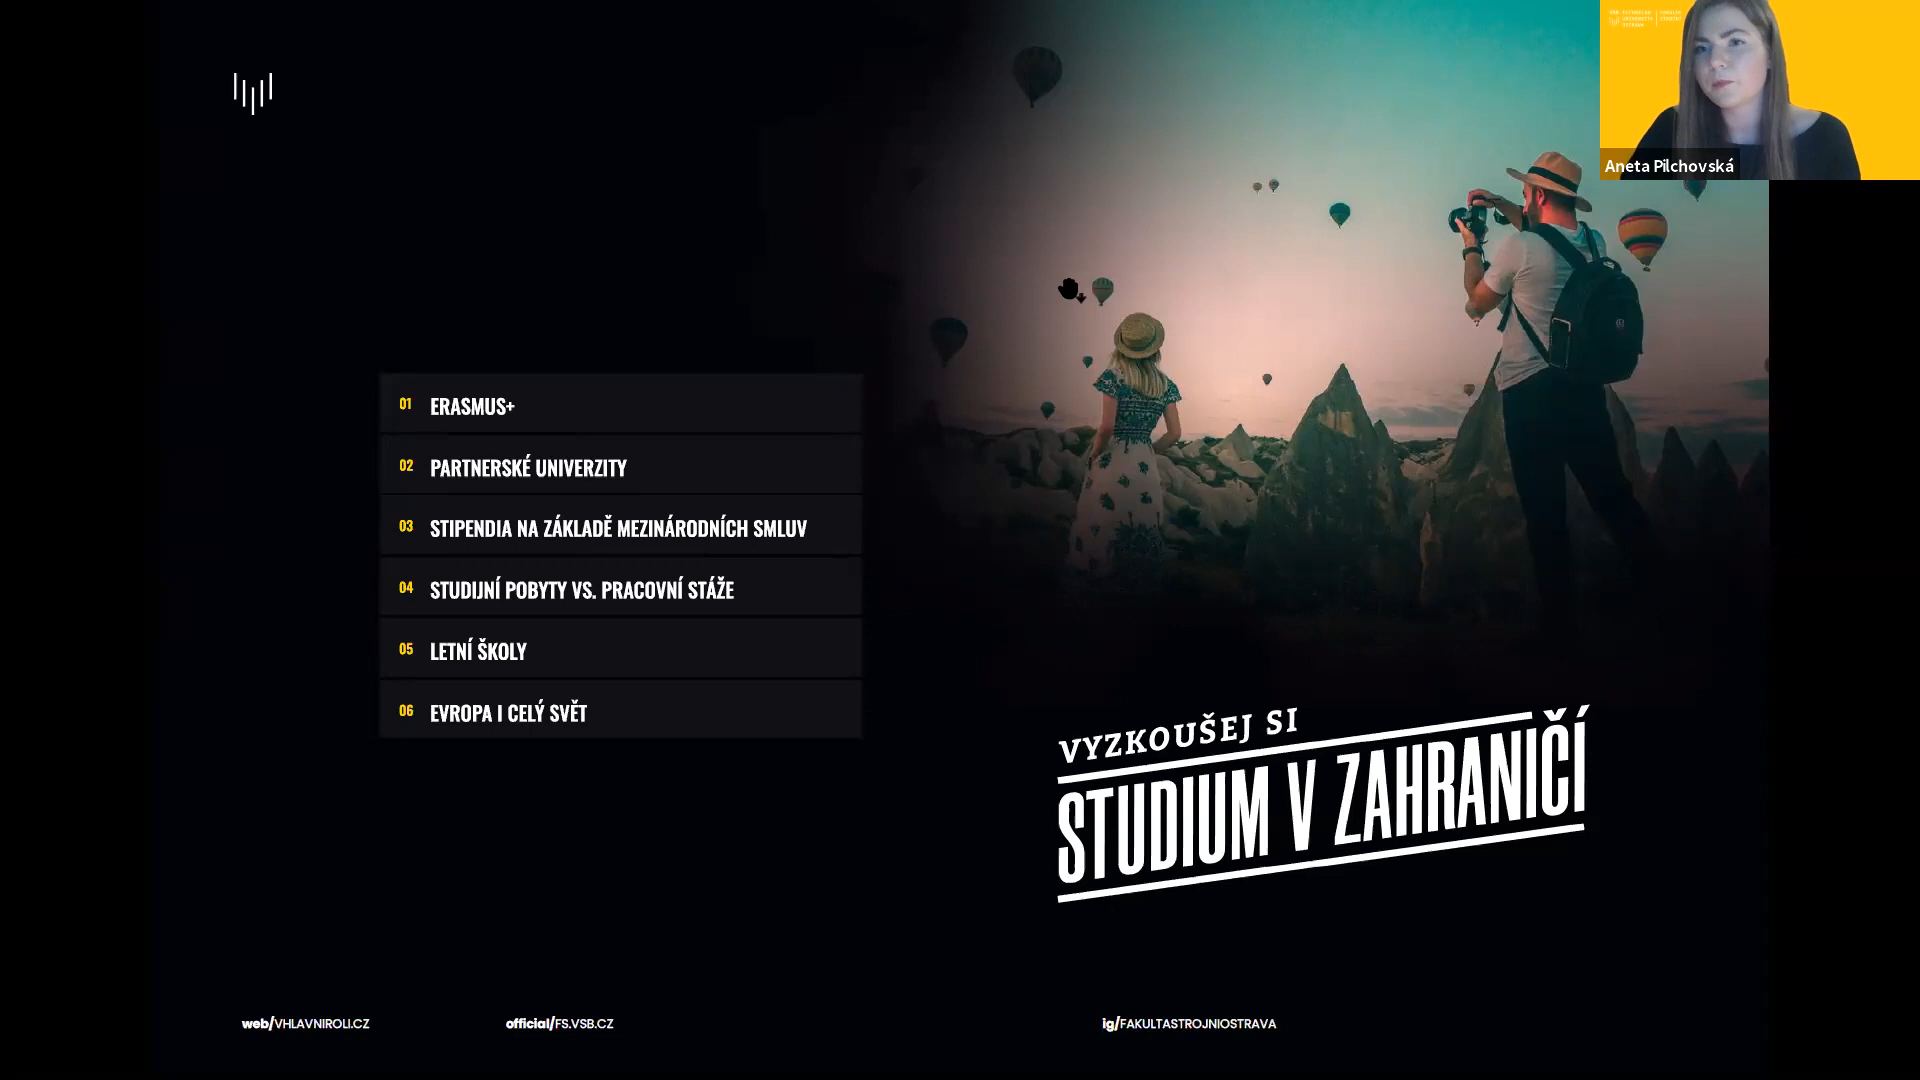 01 ERASMUS+
02 PARTNERSKÉ UNIVERZITY
03 STIPENDIA NA ZÁKLADĚ MEZINÁRODNÍCH SMLUV
04 STUDIJNÍ POBYTY VS. PRACOVNÍ STÁŽE
05 LETNÍ ŠKOLY
06 EVROPA I CELÝ SVĚT
VYZKOUŠEJ SI
STUDIUM V ZAHRANIČÍ
web/VHLAVNIROLI.CZ
official/FS.VSB.CZ
ig/FAKULTASTROJNIOSTRAVA
Aneta Pilchovská